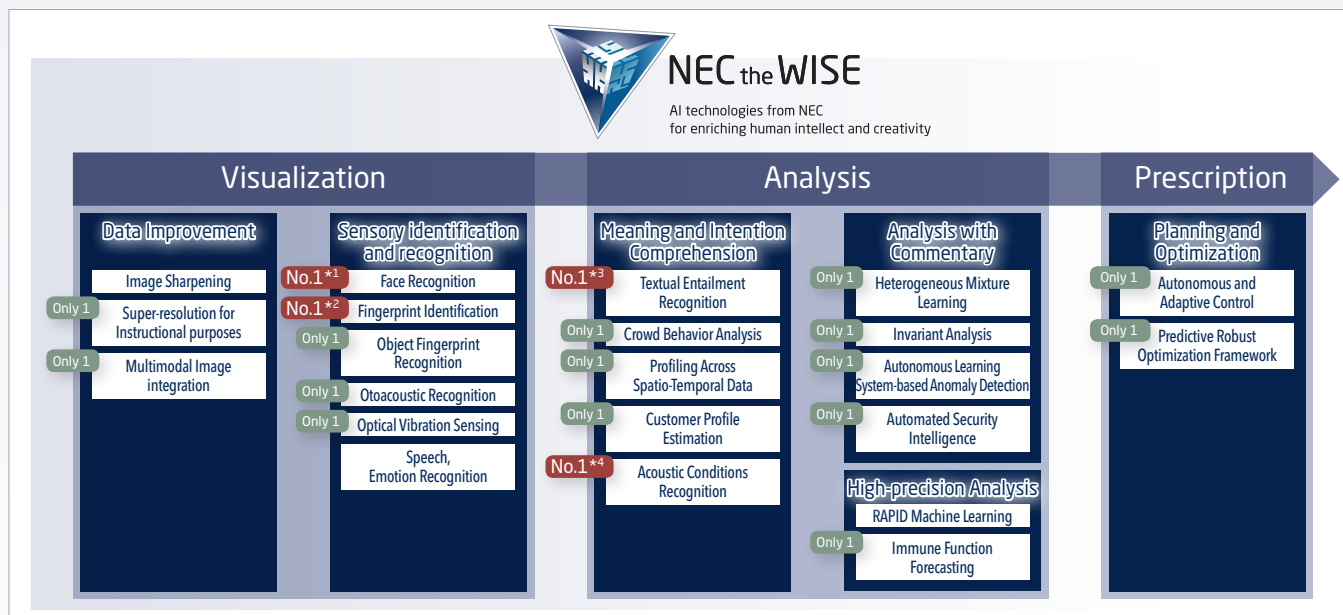 NEC the WISE
AI technologies from NEC
for enriching human intellect and creativity
Visualization
Analysis
Prescription
Data Improvement
Image Sharpening
Only 1
Super-resolution for
Instructional purposes
Only 1
Multimodal Image
integration
Sensory identification
and recognition
No.1*1
Face Recognition
No.1*2
Fingerprint Identification
Only 1
Object Fingerprint
Recognition
Only 1
Otoacoustic Recognition
Only 1
Optical Vibration Sensing
Speech,
Emotion Recognition
Meaning and Intention
Comprehension
No.1*3
Textual Entailment
Recognition
Only 1
Crowd Behavior Analysis
Only 1
Profiling Across
Spatio-Temporal Data
Only 1
Customer Profile
Estimation
No.1*4
Acoustic Conditions
Recognition
Analysis with
Commentary
Only 1
Heterogeneous Mixture
Learning
Only 1
Invariant Analysis
Only 1
Autonomous Learning
System-based Anomaly Detection
Only 1
Automated Security
Intelligence
High-precision Analysis
RAPID Machine Learning
Only 1
Immune Function
Forecasting
Planning and
Optimization
Only 1
Autonomous and
Adaptive Control
Only 1
Predictive Robust
Optimization Framework